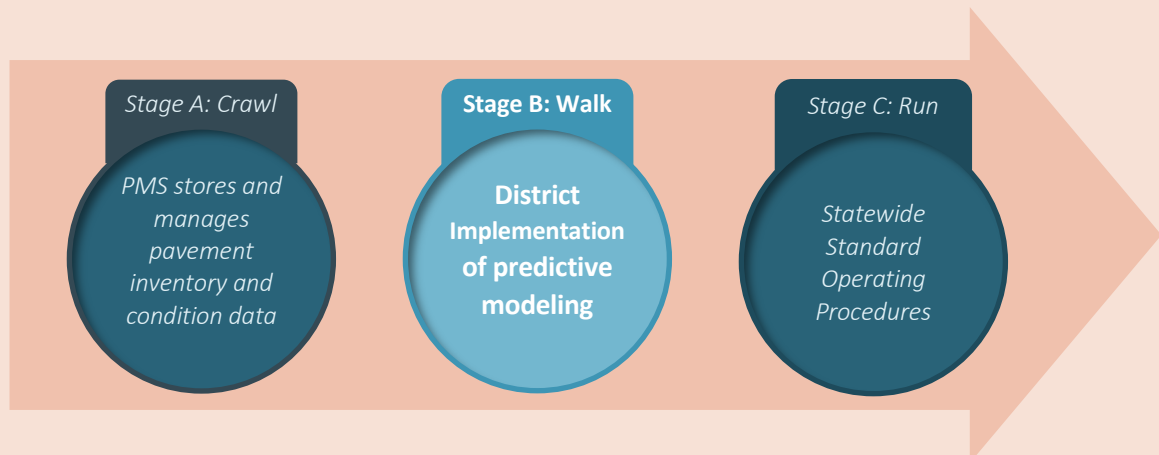 Stage A: Crawl
PMS stores and
manages
pavement
inventory and
condition data
Stage B: Walk
District
Implementation
of predictive
modeling
Stage C: Run
Statewide
Standard
Operating
Procedures